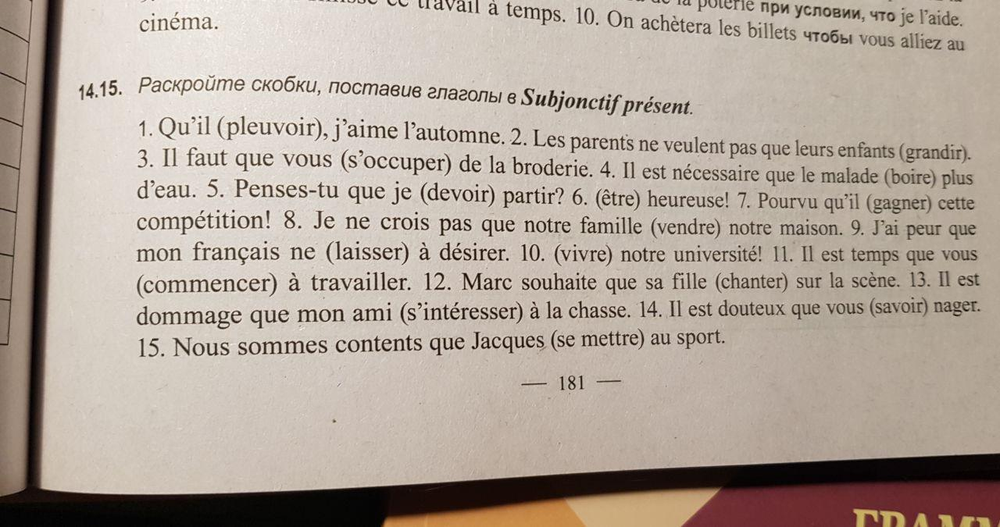 ce travail à temps. 10. On achètera les billets чтобы vous alliez au
de la poterie при условии, что je l'aide.
cinéma.
14.15. Раскройте скобки, поставив глаголы в Subjonctif présent.
1. Qu'il (pleuvoir), j'aime l'automne. 2. Les parents ne veulent pas que leurs enfants (grandir).
3. Il faut que vous (s'occuper) de la broderie. 4. Il est nécessaire que le malade (boire) plus
d'eau. 5. Penses-tu que je (devoir) partir? 6. (être) heureuse! 7. Pourvu qu'il (gagner) cette
compétition! 8. Je ne crois pas que notre famille (vendre) notre maison. 9. J'ai peur que
mon français ne (laisser) à désirer. 10. (vivre) notre université! 11. Il est temps que vous
(commencer) à travailler. 12. Marc souhaite que sa fille (chanter) sur la scène. 13. Il est
dommage que mon ami (s'intéresser) à la chasse. 14. Il est douteux que vous (savoir) nager.
15. Nous sommes contents que Jacques (se mettre) au sport.
— 181 —